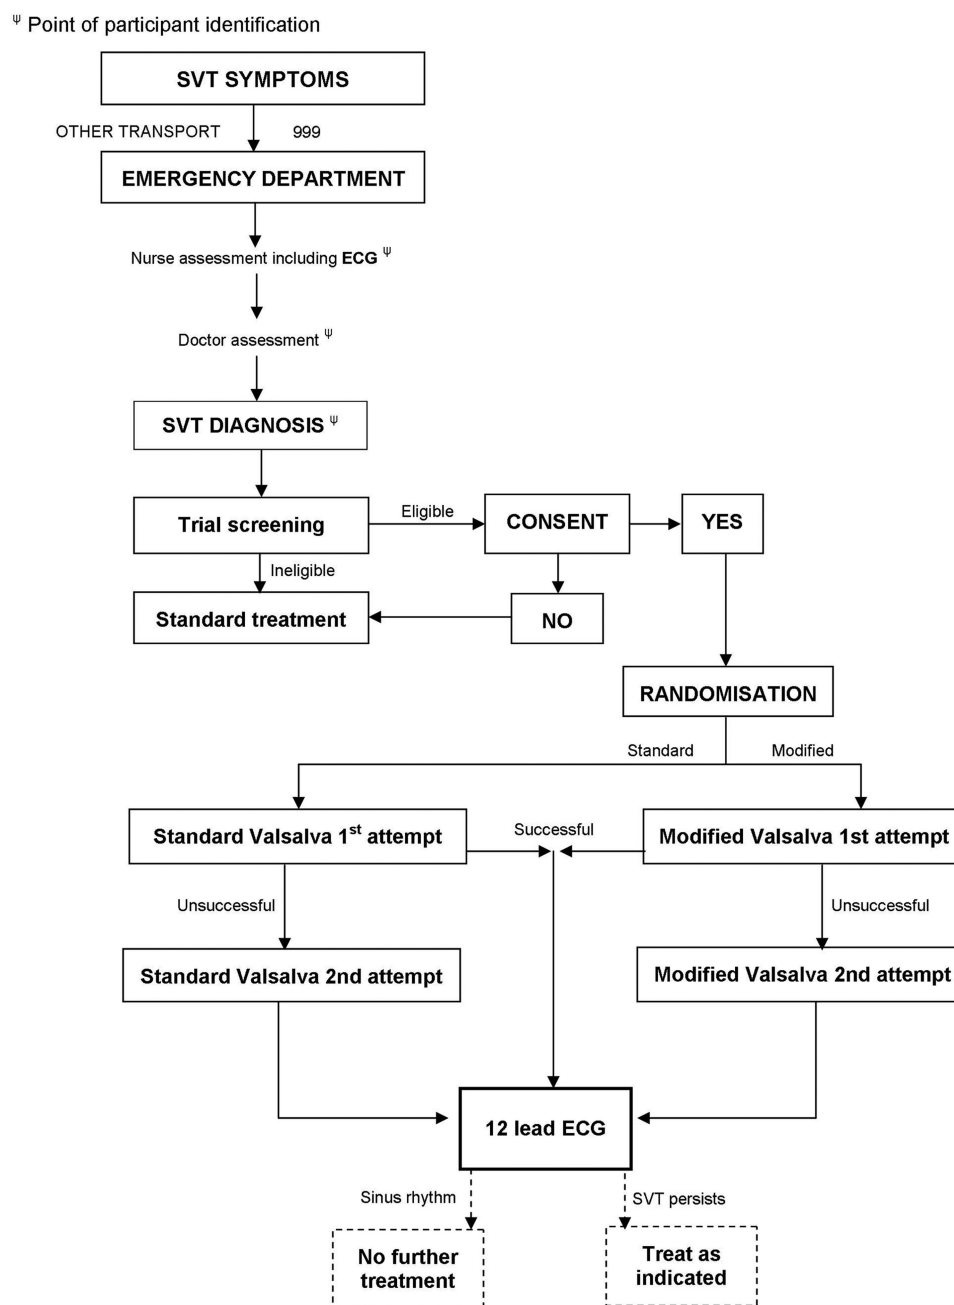 ψ Point of participant identification
SVT SYMPTOMS
OTHER TRANSPORT 999
EMERGENCY DEPARTMENT
Nurse assessment including ECG ψ
Doctor assessment ψ
SVT DIAGNOSIS ψ
Trial screening
Eligible
CONSENT
YES
Ineligible
Standard treatment
NO
RANDOMISATION
Standard
Modified
Standard Valsalva 1st attempt
Successful
Modified Valsalva 1st attempt
Unsuccessful
Unsuccessful
Standard Valsalva 2nd attempt
Modified Valsalva 2nd attempt
12 lead ECG
Sinus rhythm
SVT persists
No further
treatment
Treat as
indicated